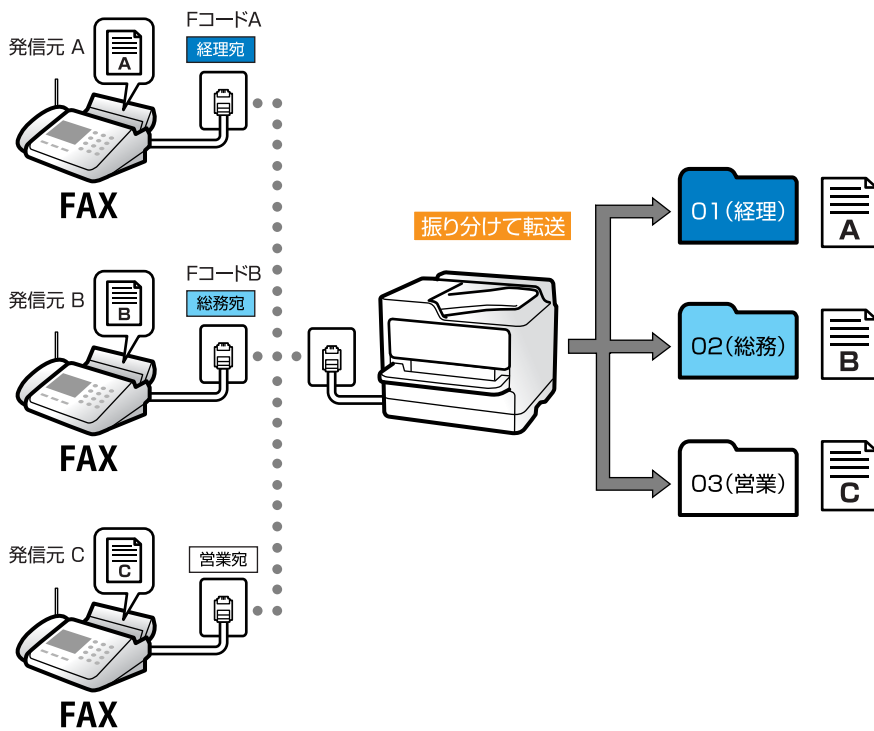 発信元 A
A
FコードA
経理宛
FAX
発信元 B
B
FコードB
総務宛
FAX
発信元 C
C
営業宛
FAX
振り分けて転送
01(経理)
A
02(総務)
B
03(営業)
C